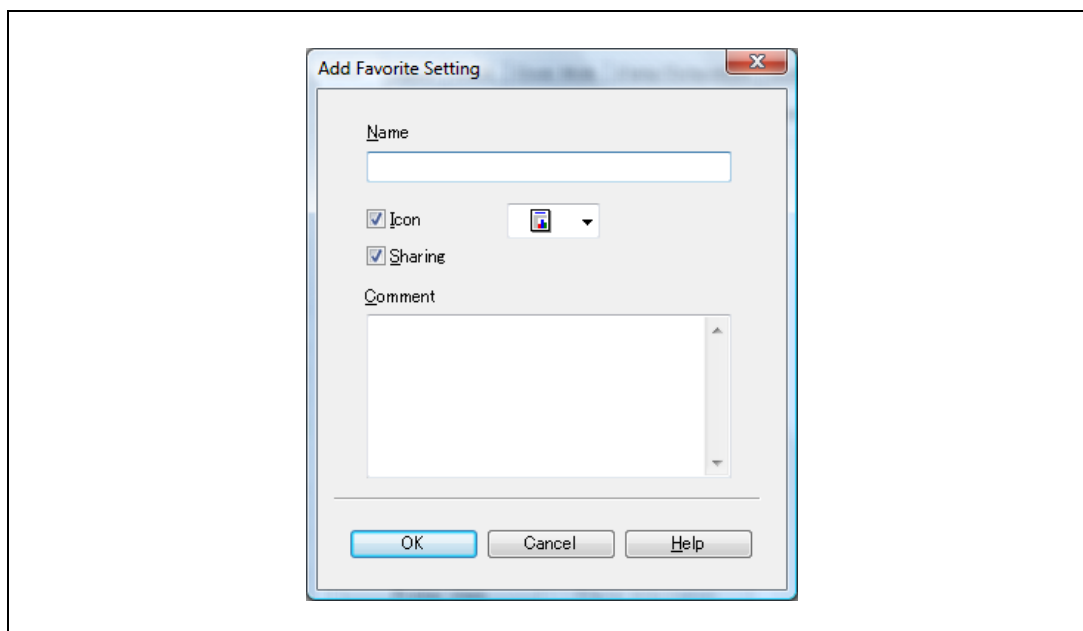 Add Favorite Setting
Name
Icon
Sharing
Comment
OK Cancel Help